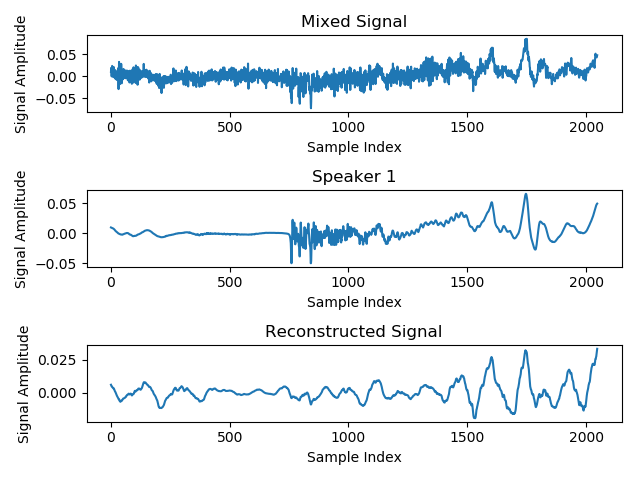 Mixed Signal
Signal Amplitude
0.05
0.00
−0.05
0 500 1000 1500 2000
Sample Index
Speaker 1
Signal Amplitude
0.05
0.00
−0.05
0 500 1000 1500 2000
Sample Index
Reconstructed Signal
Signal Amplitude
0.025
0.000
0 500 1000 1500 2000
Sample Index